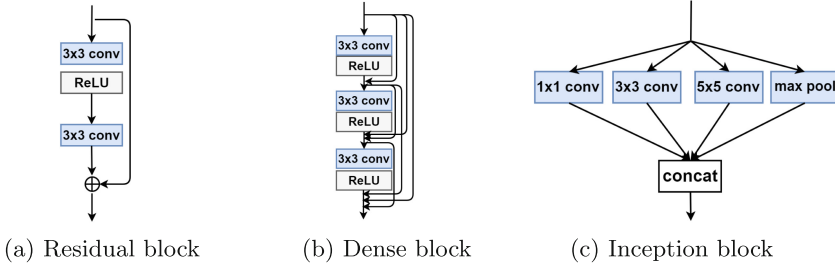 3x3 conv
ReLU
3x3 conv
(a) Residual block
3x3 conv
ReLU
3x3 conv
ReLU
3x3 conv
ReLU
(b) Dense block
1x1 conv 3x3 conv 5x5 conv max pool
concat
(c) Inception block